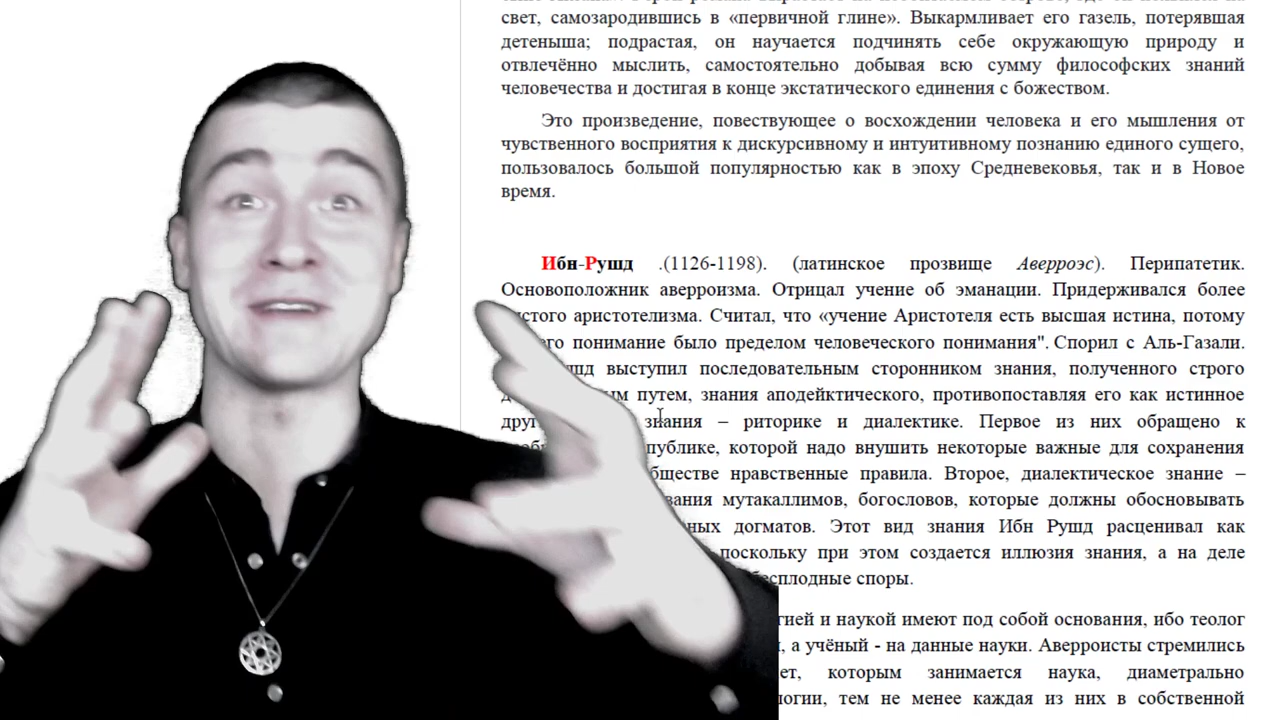 свет, самозародившись в «первичной глине». Выкармливает его газель, потерявшая
детеныша; подрастая, он научается подчинять себе окружающую природу и
отвлечённо мыслить, самостоятельно добывая всю сумму философских знаний
человечества и достигая в конце экстатического единения с божеством.
Это произведение, повествующее о восхождении человека и его мышления от
чувственного восприятия к дискурсивному и интуитивному познанию единого сущего,
пользовалось большой популярностью как в эпоху Средневековья, так и в Новое
время.
Ибн-Рушд .(1126-1198). (латинское прозвище Аверроэс). Перипатетик.
Основоположник аверроизма. Отрицал учение об эманации. Придерживался более
аристотелизма. Считал, что «учение Аристотеля есть высшая истина, потому
понимание было пределом человеческого понимания". Спорил с Аль-Газали.
выступил последовательным сторонником знания, полученного строго
путем, знания аподейктического, противопоставляя его как истинное
знания – риторике и диалектике. Первое из них обращено к
публике, которой надо внушить некоторые важные для сохранения
нравственные правила. Второе, диалектическое знание –
мутакаллимов, богословов, которые должны обосновывать
догматов. Этот вид знания Ибн Рушд расценивал как
поскольку при этом создается иллюзия знания, а на деле
споры.
и наукой имеют под собой основания, ибо теолог
а учёный - на данные науки. Аверроисты стремились
которым занимается наука, диаметрально
тем не менее каждая из них в собственной